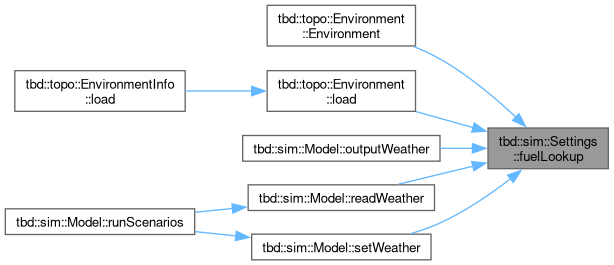 tbd::topo::Environment
::Environment
tbd::topo::EnvironmentInfo
::load
tbd::topo::Environment
::load
tbd::sim::Settings
::fuelLookup
tbd::sim::Model::outputWeather
tbd::sim::Model::readWeather
tbd::sim::Model::runScenarios
tbd::sim::Model::setWeather